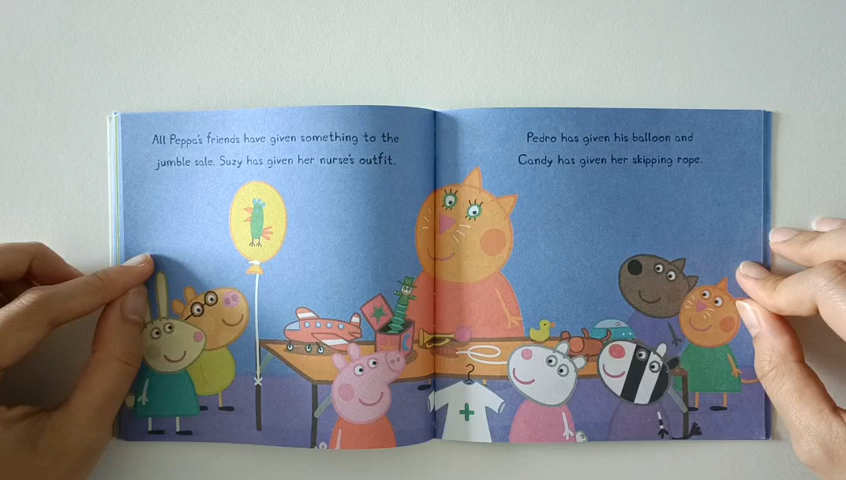 All Peppa's friends have given something to the
jumble sale. Suzy has given her nurse's outfit.
Pedro has given his balloon and
Candy has given her skipping rope.